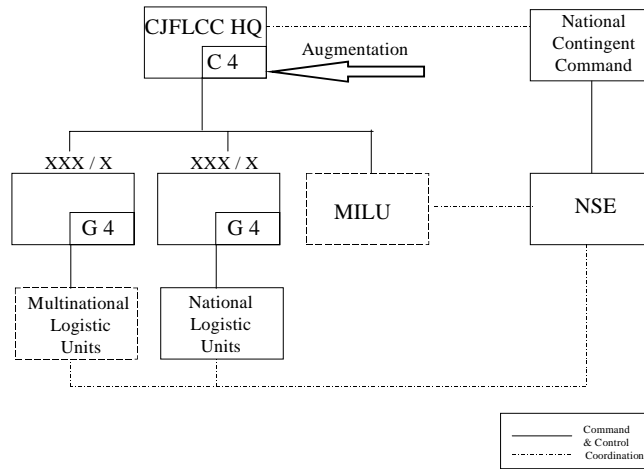 CJFLCC HQ
C 4
Augmentation
National
Contingent
Command
XXX / X
XXX / X
G 4
G 4
MILU
NSE
Multinational
Logistic
Units
National
Logistic
Units
Command
& Control
Coordination